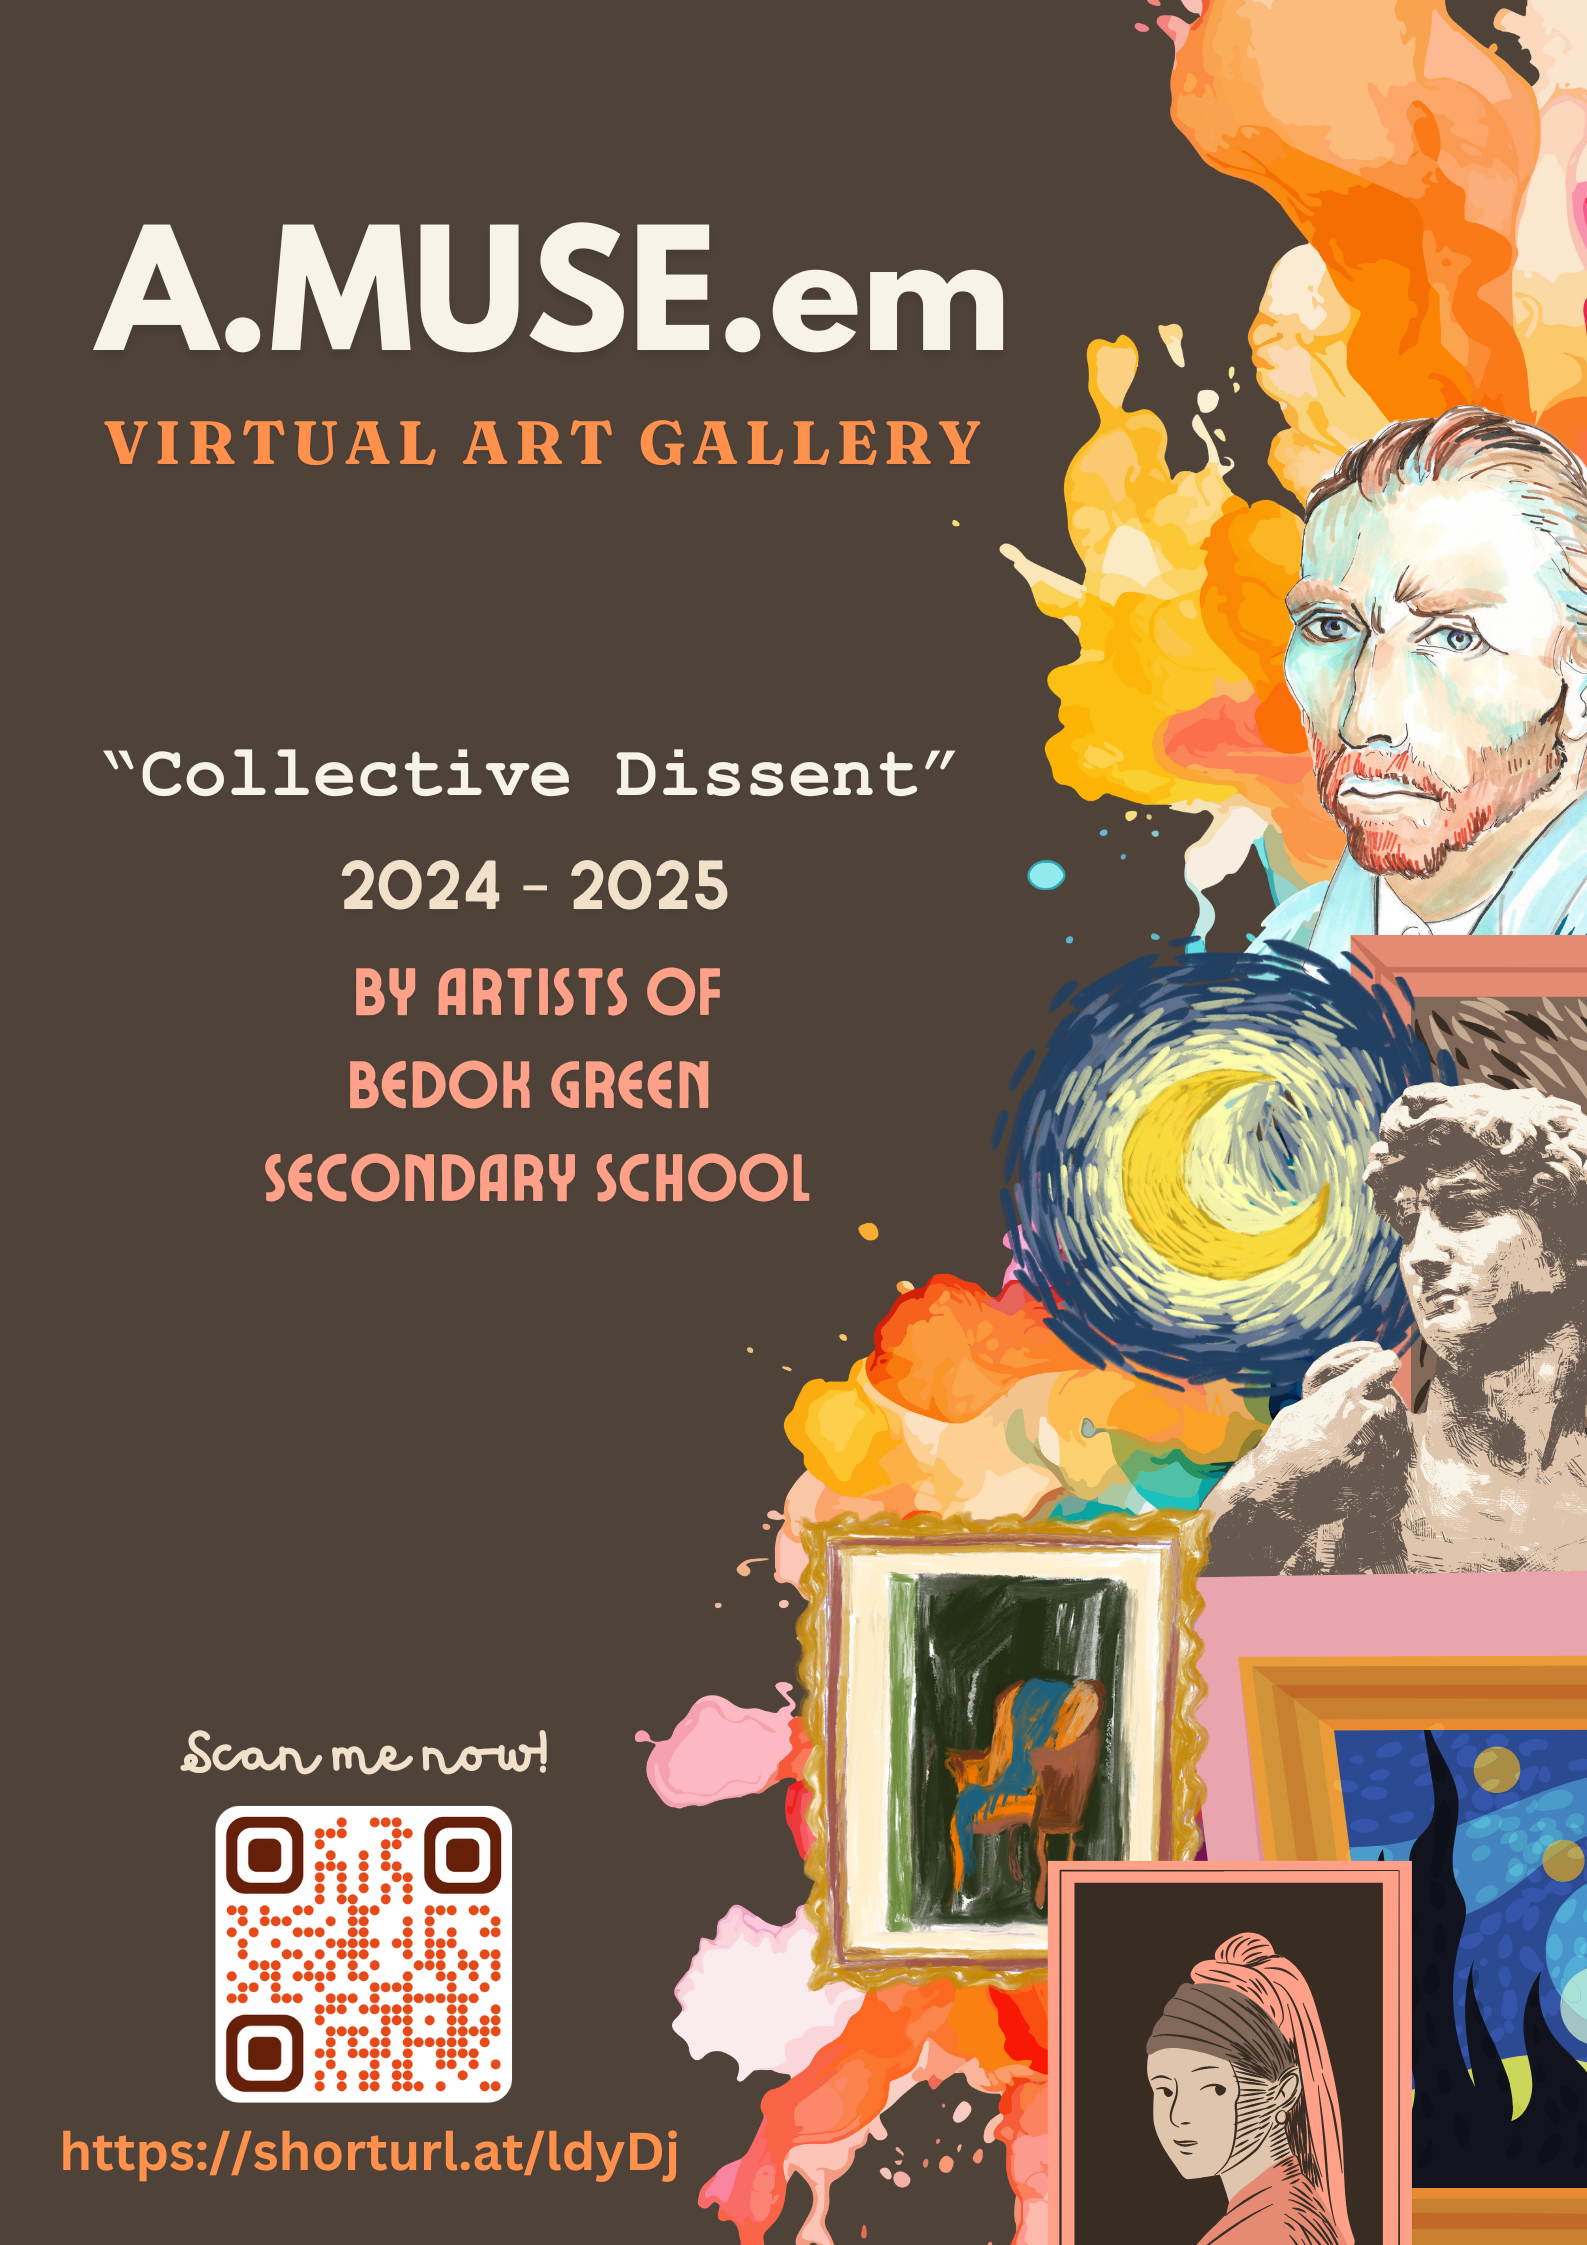 A.MUSE.em
VIRTUAL ART GALLERY
“Collective Dissent”
2024 - 2025
BY ARTISTS OF
BEDOK GREEN
SECONDARY SCHOOL
Scan me now!
https://shorturl.at/ldyDj